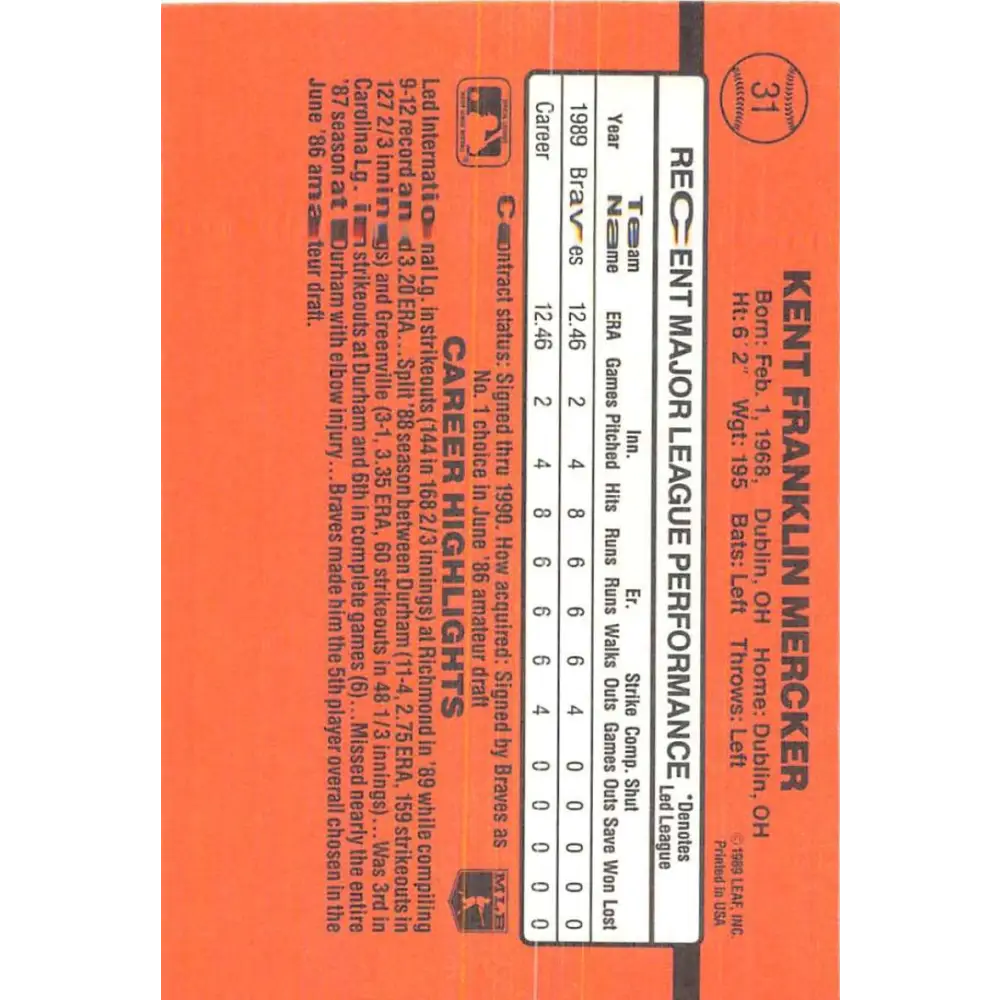 31
KENT FRANKLIN MERCKER
Born: Feb. 1, 1968, Dublin, OH Home: Dublin, OH
Ht: 6´2˝ Wgt: 195 Bats: Left Throws: Left
© 1989 LEAF, INC.
Printed in USA
RECENT MAJOR LEAGUE PERFORMANCE
*Denotes
Led League
Team Inn. Er. Strike Comp. Shut
Year Name ERA Games Pitched Hits Runs Runs Walks Outs Games Outs Save Won Lost
1989 Braves 12.46 2 4 8 6 6 6 4 0 0 0 0 0
Career 12.46 2 4 8 6 6 6 4 0 0 0 0 0
Contract status: Signed thru 1990. How acquired: Signed by Braves as
No. 1 choice in June '86 amateur draft
MLB
CAREER HIGHLIGHTS
Led International Lg. in strikeouts (144 in 168 2/3 innings) at Richmond in '89 while compiling
9-12 record and 3.20 ERA... Split '88 season between Durham (11-4, 2.75 ERA, 159 strikeouts in
127 2/3 innings) and Greenville (3-1, 3.35 ERA, 60 strikeouts in 48 1/3 innings)... Was 3rd in
Carolina Lg. in strikeouts at Durham and 6th in complete games (6)... Missed nearly the entire
'87 season at Durham with elbow injury... Braves made him the 5th player overall chosen in the
June '86 amateur draft.